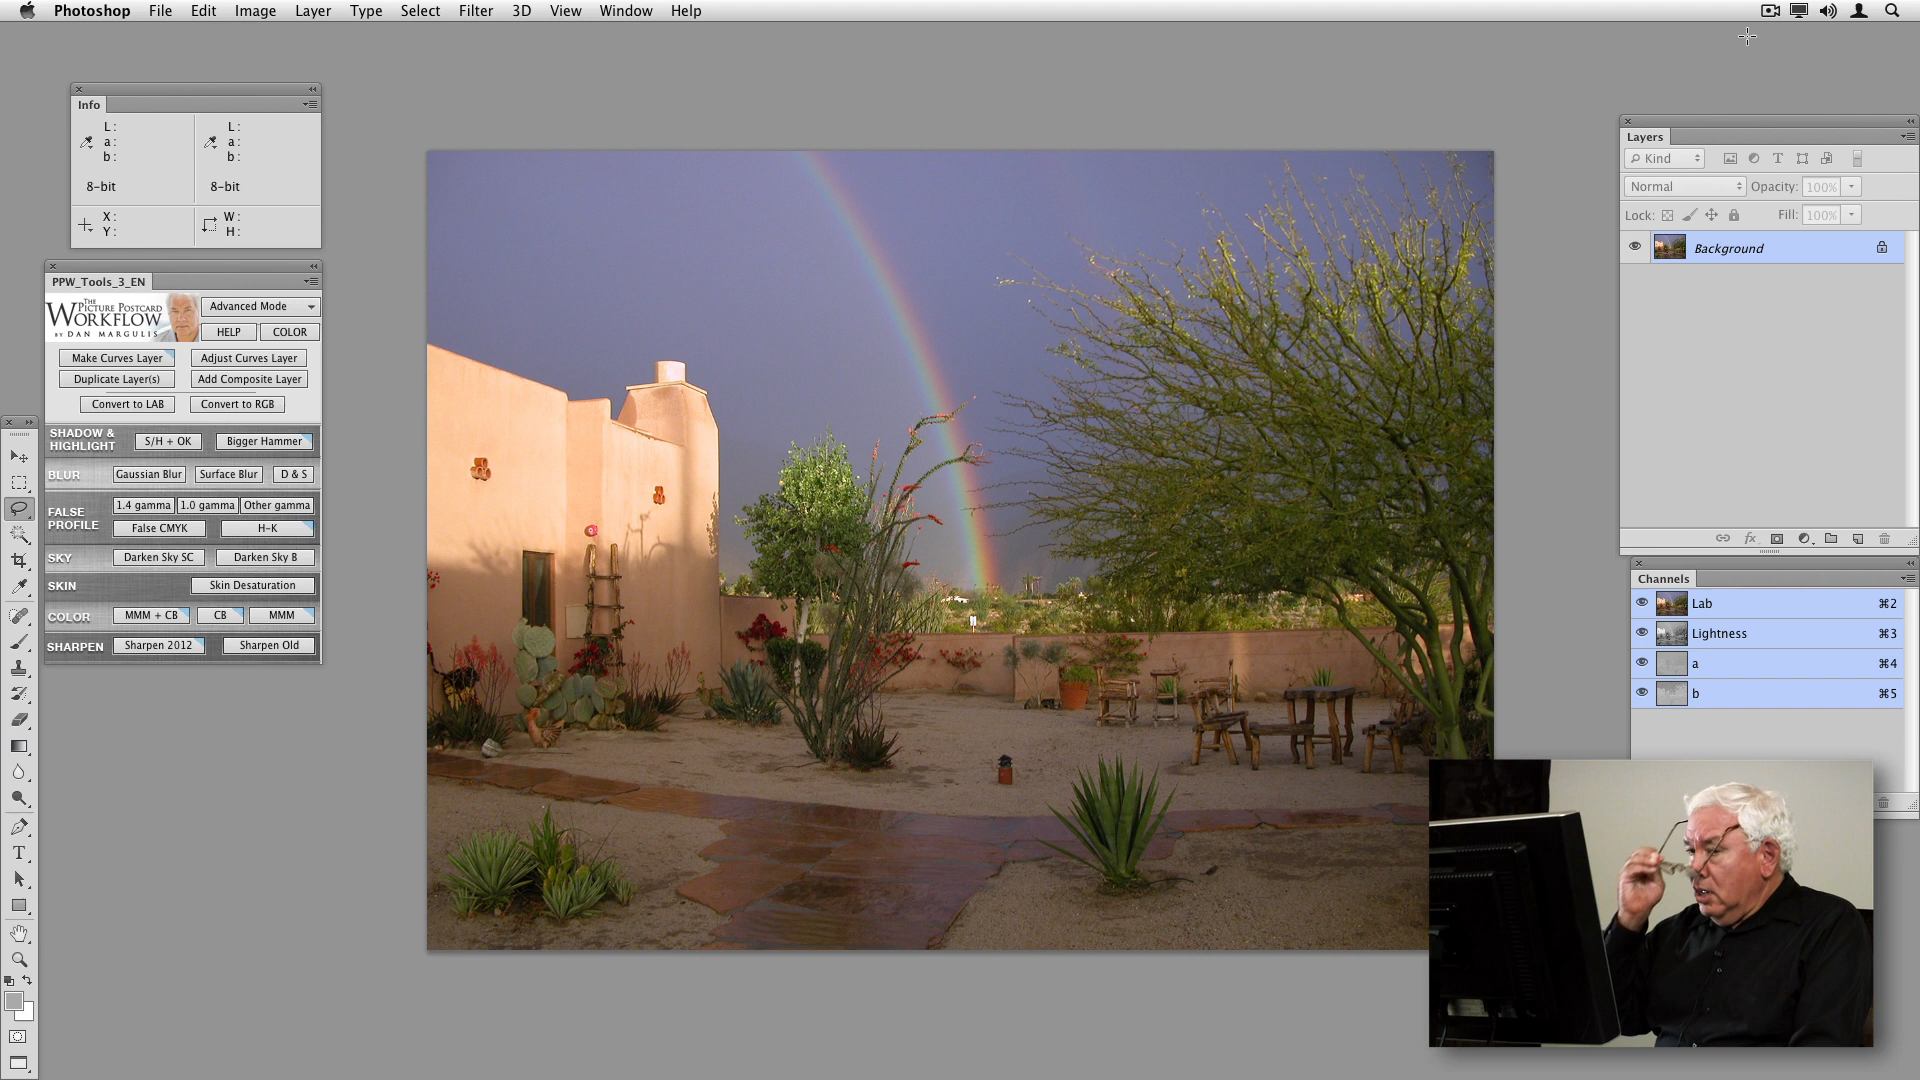 Photoshop File Edit Image Layer Type Select Filter 3D View Window Help
Info
L: L:
a: a:
b: b:
8-bit 8-bit
X: W:
Y: H:
PPW_Tools_3_EN
THE
PICTURE POSTCARD
WORKFLOW
BY DAN MARGULIS
Advanced Mode
HELP COLOR
Make Curves Layer Adjust Curves Layer
Duplicate Layer(s) Add Composite Layer
Convert to LAB Convert to RGB
SHADOW &
HIGHLIGHT S/H + OK Bigger Hammer
BLUR Gaussian Blur Surface Blur D & S
FALSE
PROFILE
1.4 gamma 1.0 gamma Other gamma
False CMYK H-K
SKY Darken Sky SC Darken Sky B
SKIN Skin Desaturation
COLOR MMM + CB CB MMM
SHARPEN Sharpen 2012 Sharpen Old
Layers
Kind
Normal Opacity: 100%
Lock: Fill: 100%
Background
Channels
Lab ⌘2
Lightness ⌘3
a ⌘4
b ⌘5